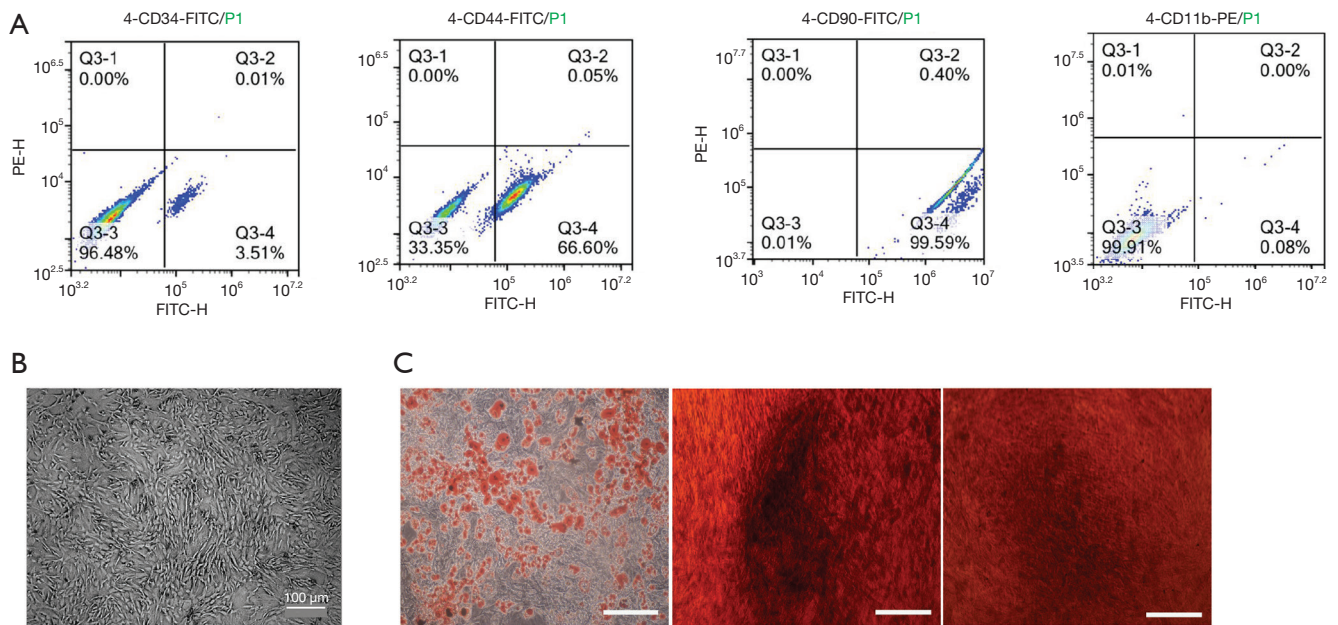 A
4-CD34-FITC/P1
4-CD44-FITC/P1
4-CD90-FITC/P1
4-CD11b-PE/P1
PE-H
10^6.5
10^5
10^4
10^2.5
Q3-1
0.00%
Q3-2
0.01%
Q3-3
96.48%
Q3-4
3.51%
10^3.2
10^5
10^6
10^7.2
FITC-H
10^6.5
10^5
10^4
10^2.5
Q3-1
0.00%
Q3-2
0.05%
Q3-3
33.35%
Q3-4
66.60%
10^3.2
10^5
10^6
10^7.2
FITC-H
PE-H
10^7.7
10^6
10^5
10^3.7
Q3-1
0.00%
Q3-2
0.40%
Q3-3
0.01%
Q3-4
99.59%
10^3
10^4
10^5
10^6
10^7
FITC-H
10^7.5
10^6
10^5
10^3.5
Q3-1
0.01%
Q3-2
0.00%
Q3-3
99.91%
Q3-4
0.08%
10^3.2
10^5
10^6
10^7.2
FITC-H
B
100 μm
C